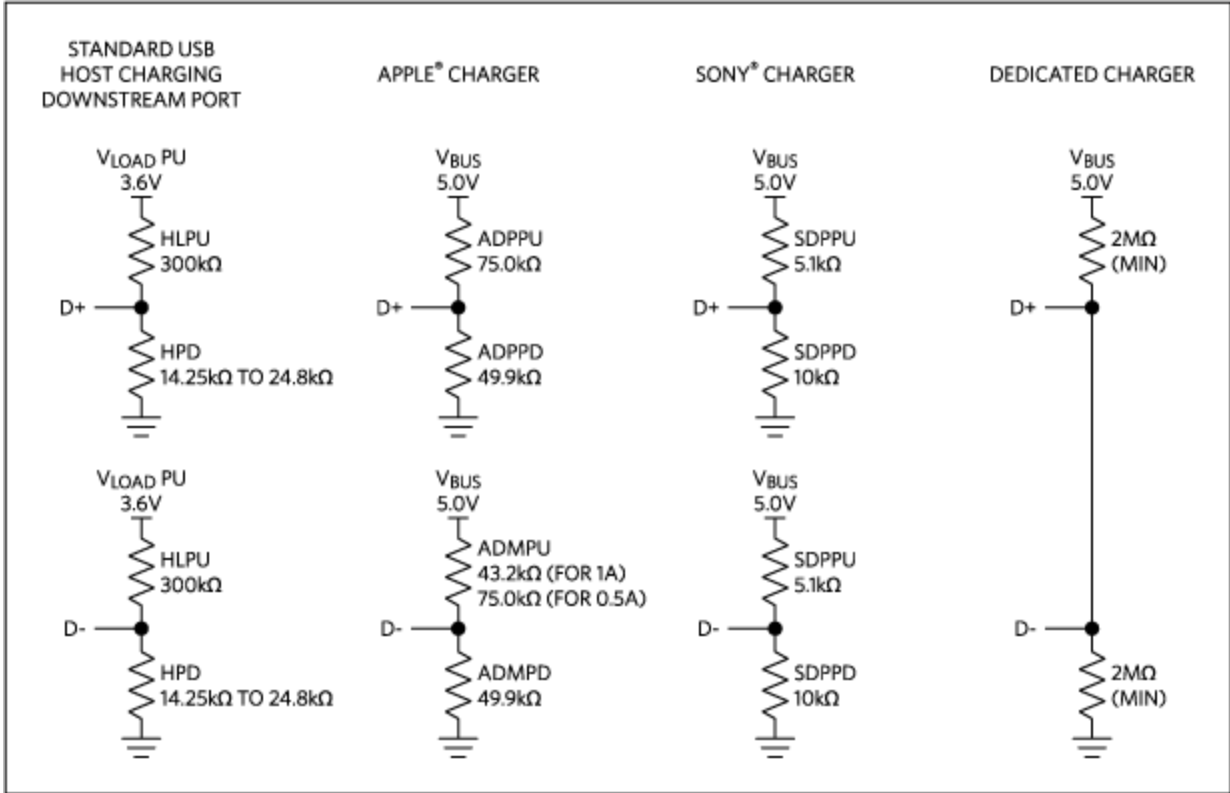 STANDARD USB
HOST CHARGING
DOWNSTREAM PORT
VLOAD PU
3.6V
HLPU
300kΩ
D+
HPD
14.25kΩ TO 24.8kΩ
VLOAD PU
3.6V
HLPU
300kΩ
D-
HPD
14.25kΩ TO 24.8kΩ
APPLE® CHARGER
VBUS
5.0V
ADPPU
75.0kΩ
D+
ADPPD
49.9kΩ
VBUS
5.0V
ADMPU
43.2kΩ (FOR 1A)
75.0kΩ (FOR 0.5A)
D-
ADMPD
49.9kΩ
SONY® CHARGER
VBUS
5.0V
SDPPU
5.1kΩ
D+
SDPPD
10kΩ
VBUS
5.0V
SDPPU
5.1kΩ
D-
SDPPD
10kΩ
DEDICATED CHARGER
VBUS
5.0V
2MΩ
(MIN)
D+
D-
2MΩ
(MIN)